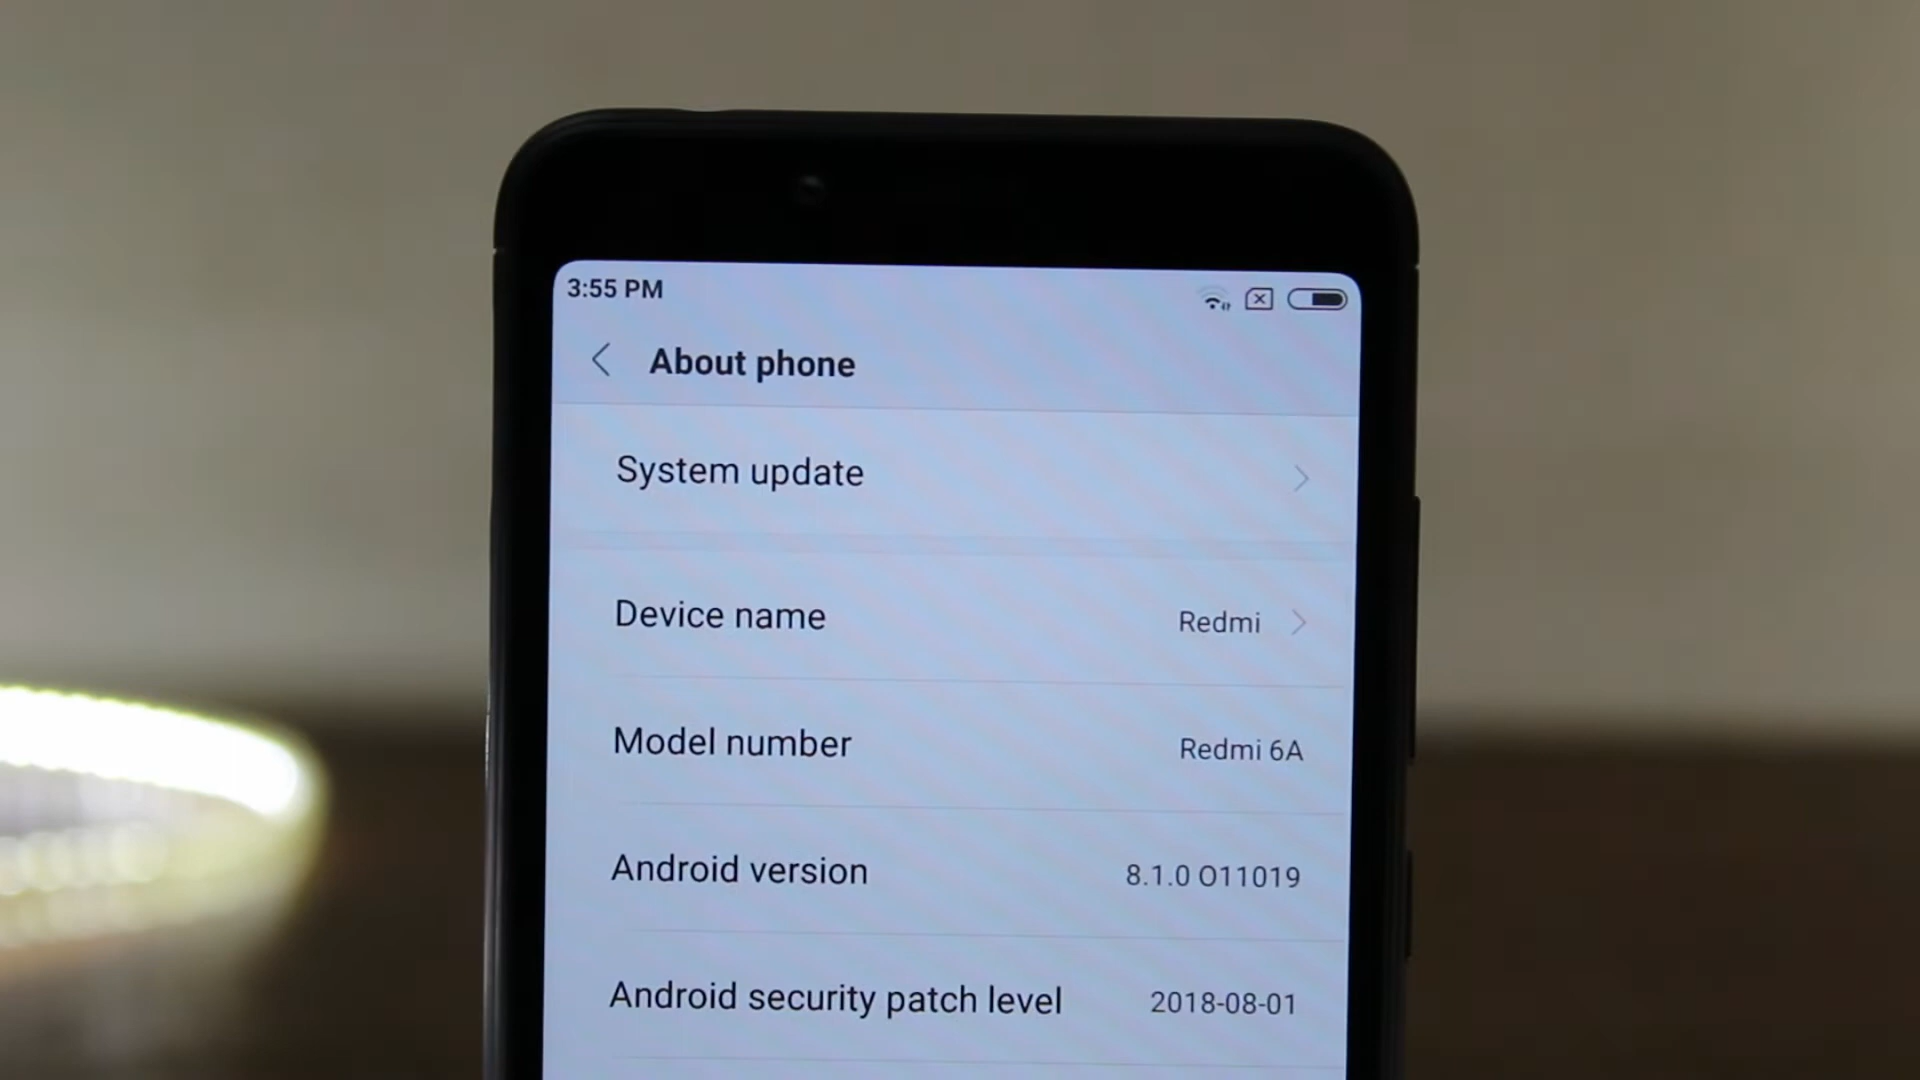 3:55 PM
About phone
System update
Device name Redmi
Model number Redmi 6A
Android version 8.1.0 O11019
Android security patch level 2018-08-01